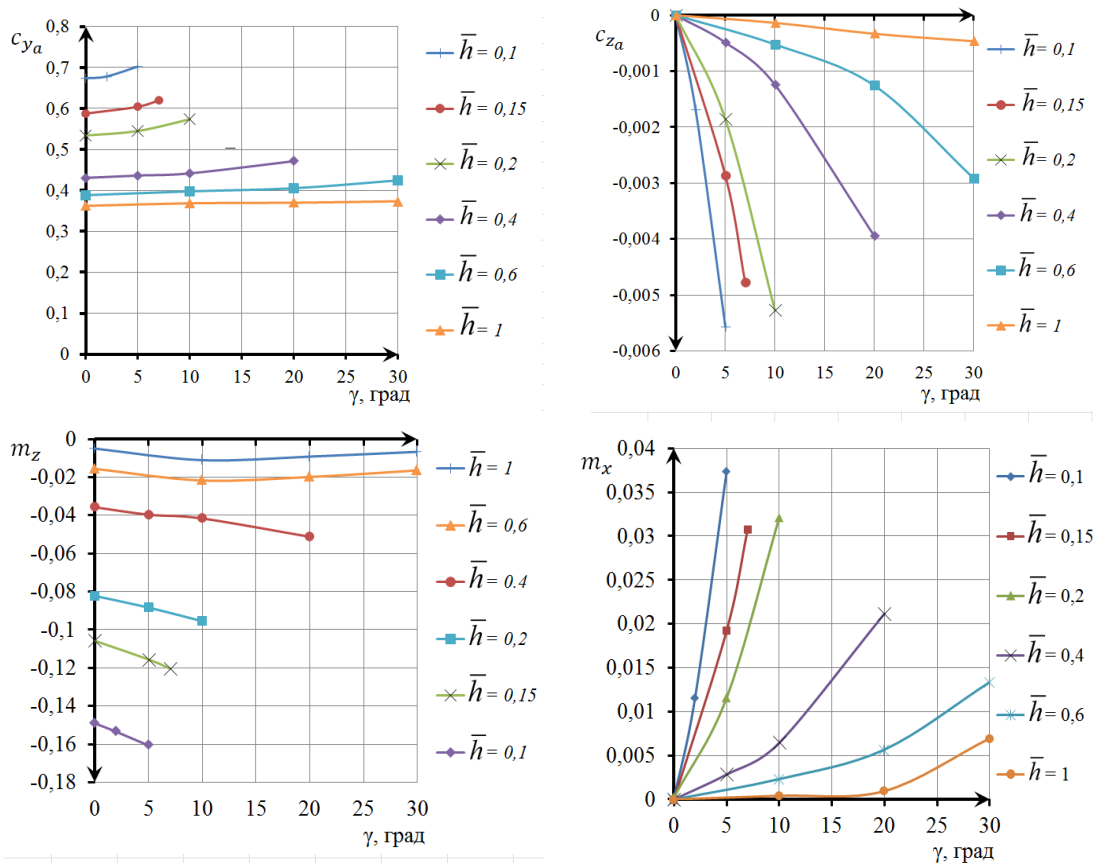 c_{y_a}
0,8
0,7
0,6
0,5
0,4
0,3
0,2
0,1
0
0 5 10 15 20 25 30
γ, град
h̅ = 0,1
h̅ = 0,15
h̅ = 0,2
h̅ = 0,4
h̅ = 0,6
h̅ = 1
c_{z_a}
0
-0,001
-0,002
-0,003
-0,004
-0,005
-0,006
0 10 20 30
γ, град
h̅ = 0,1
h̅ = 0,15
h̅ = 0,2
h̅ = 0,4
h̅ = 0,6
h̅ = 1
m_z
0
-0,02
-0,04
-0,06
-0,08
-0,1
-0,12
-0,14
-0,16
-0,18
0 5 10 15 20 25 30
γ, град
h̅ = 1
h̅ = 0,6
h̅ = 0.4
h̅ = 0,2
h̅ = 0,15
h̅ = 0,1
m_x
0,04
0,035
0,03
0,025
0,02
0,015
0,01
0,005
0
0 5 10 15 20 25 30
γ, град
h̅ = 0,1
h̅ = 0,15
h̅ = 0,2
h̅ = 0,4
h̅ = 0,6
h̅ = 1